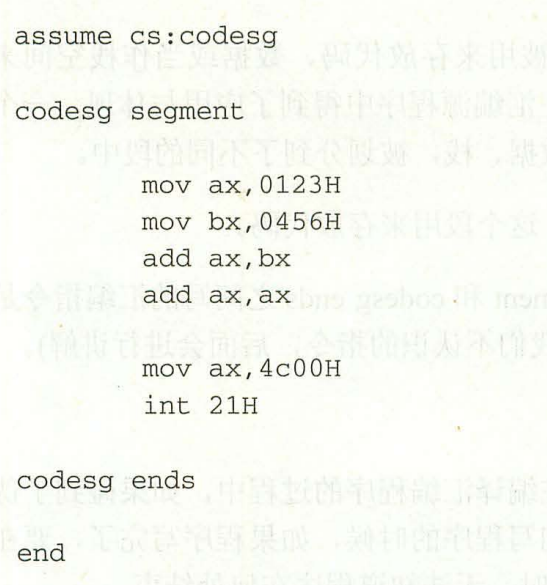 assume cs:codesg
codesg segment
mov ax,0123H
mov bx,0456H
add ax,bx
add ax,ax
mov ax,4c00H
int 21H
codesg ends
end